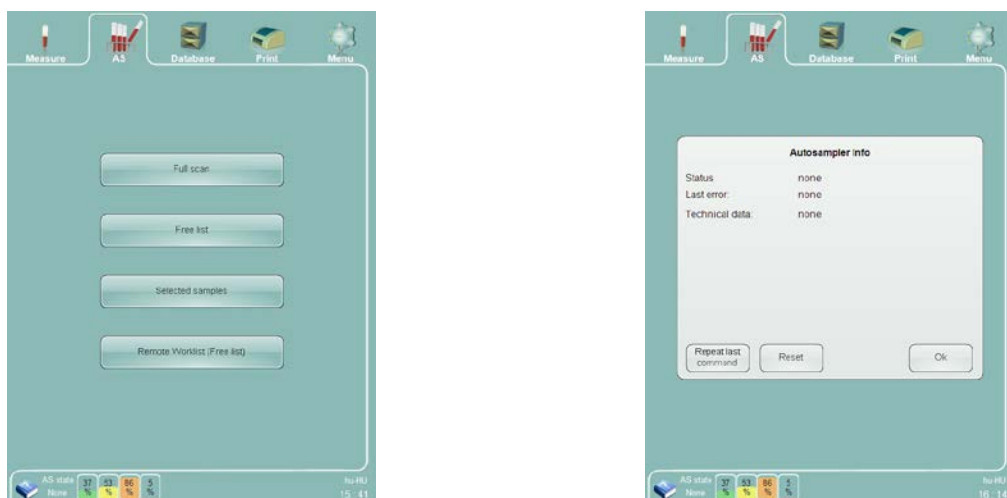 Measure AS Database Print Menu
Full scan
Free list
Selected samples
Remote Worklist (Free list)
AS state
None
37 %
53 %
86 %
5 %
hu-HU
15:41
Measure AS Database Print Menu
Autosampler Info
Status none
Last error: none
Technical data: none
Repeat last
command
Reset
Ok
AS state
None
37 %
53 %
86 %
5 %